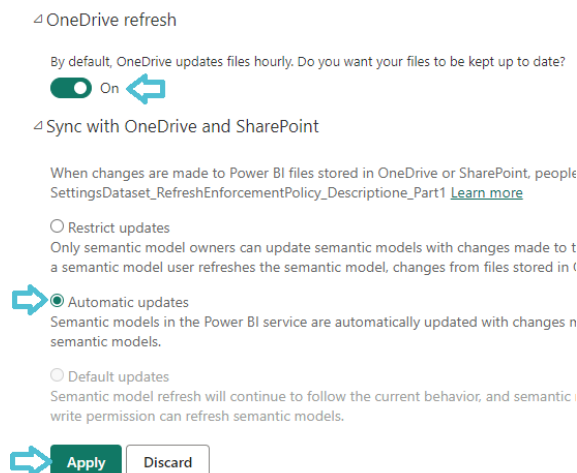 OneDrive refresh
By default, OneDrive updates files hourly. Do you want your files to be kept up to date?
On
Sync with OneDrive and SharePoint
When changes are made to Power BI files stored in OneDrive or SharePoint, people
SettingsDataset_RefreshEnforcementPolicy_Descriptione_Part1 Learn more
Restrict updates
Only semantic model owners can update semantic models with changes made to t
a semantic model user refreshes the semantic model, changes from files stored in
Automatic updates
Semantic models in the Power BI service are automatically updated with changes
semantic models.
Default updates
Semantic model refresh will continue to follow the current behavior, and semantic
write permission can refresh semantic models.
Apply Discard